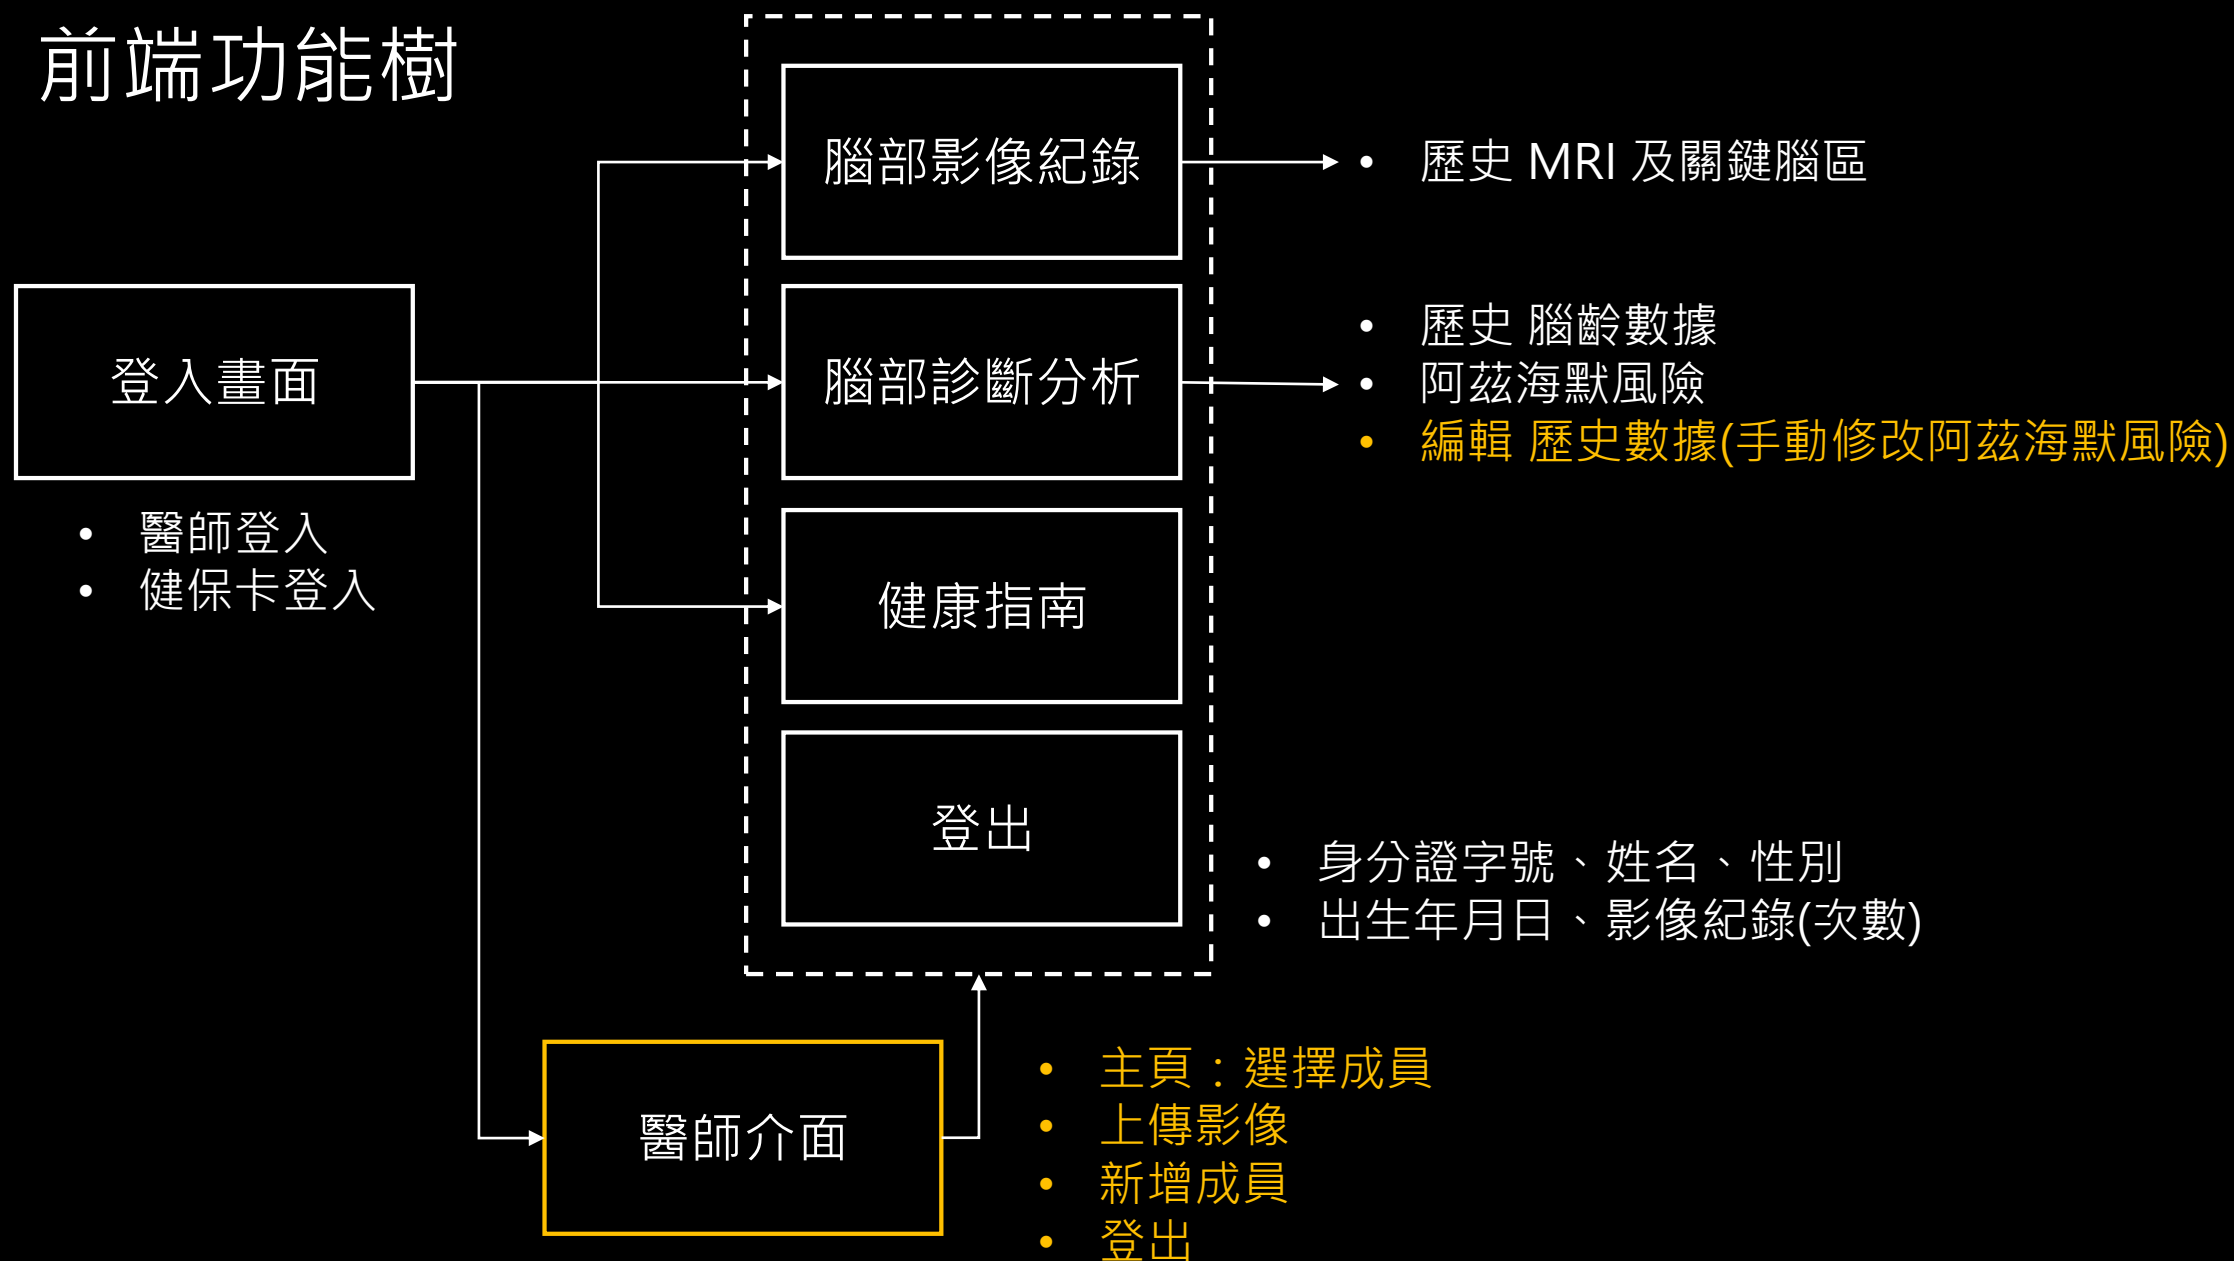 前端功能樹
腦部影像紀錄
• 歷史 MRI 及關鍵腦區
登入畫面
• 醫師登入
• 健保卡登入
腦部診斷分析
• 歷史 腦齡數據
• 阿茲海默風險
• 編輯 歷史數據(手動修改阿茲海默風險)
健康指南
登出
• 身分證字號、姓名、性別
• 出生年月日、影像紀錄(次數)
醫師介面
• 主頁：選擇成員
• 上傳影像
• 新增成員
• 登出